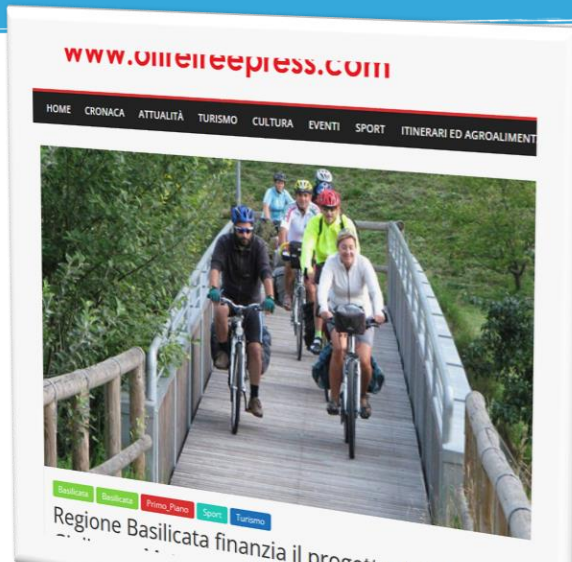 www.oltrefreepress.com
HOME CRONACA ATTUALITÀ TURISMO CULTURA EVENTI SPORT ITINERARI ED AGROALIMENT
Basilicata Basilicata Primo_Piano Sport Turismo
Regione Basilicata finanzia il